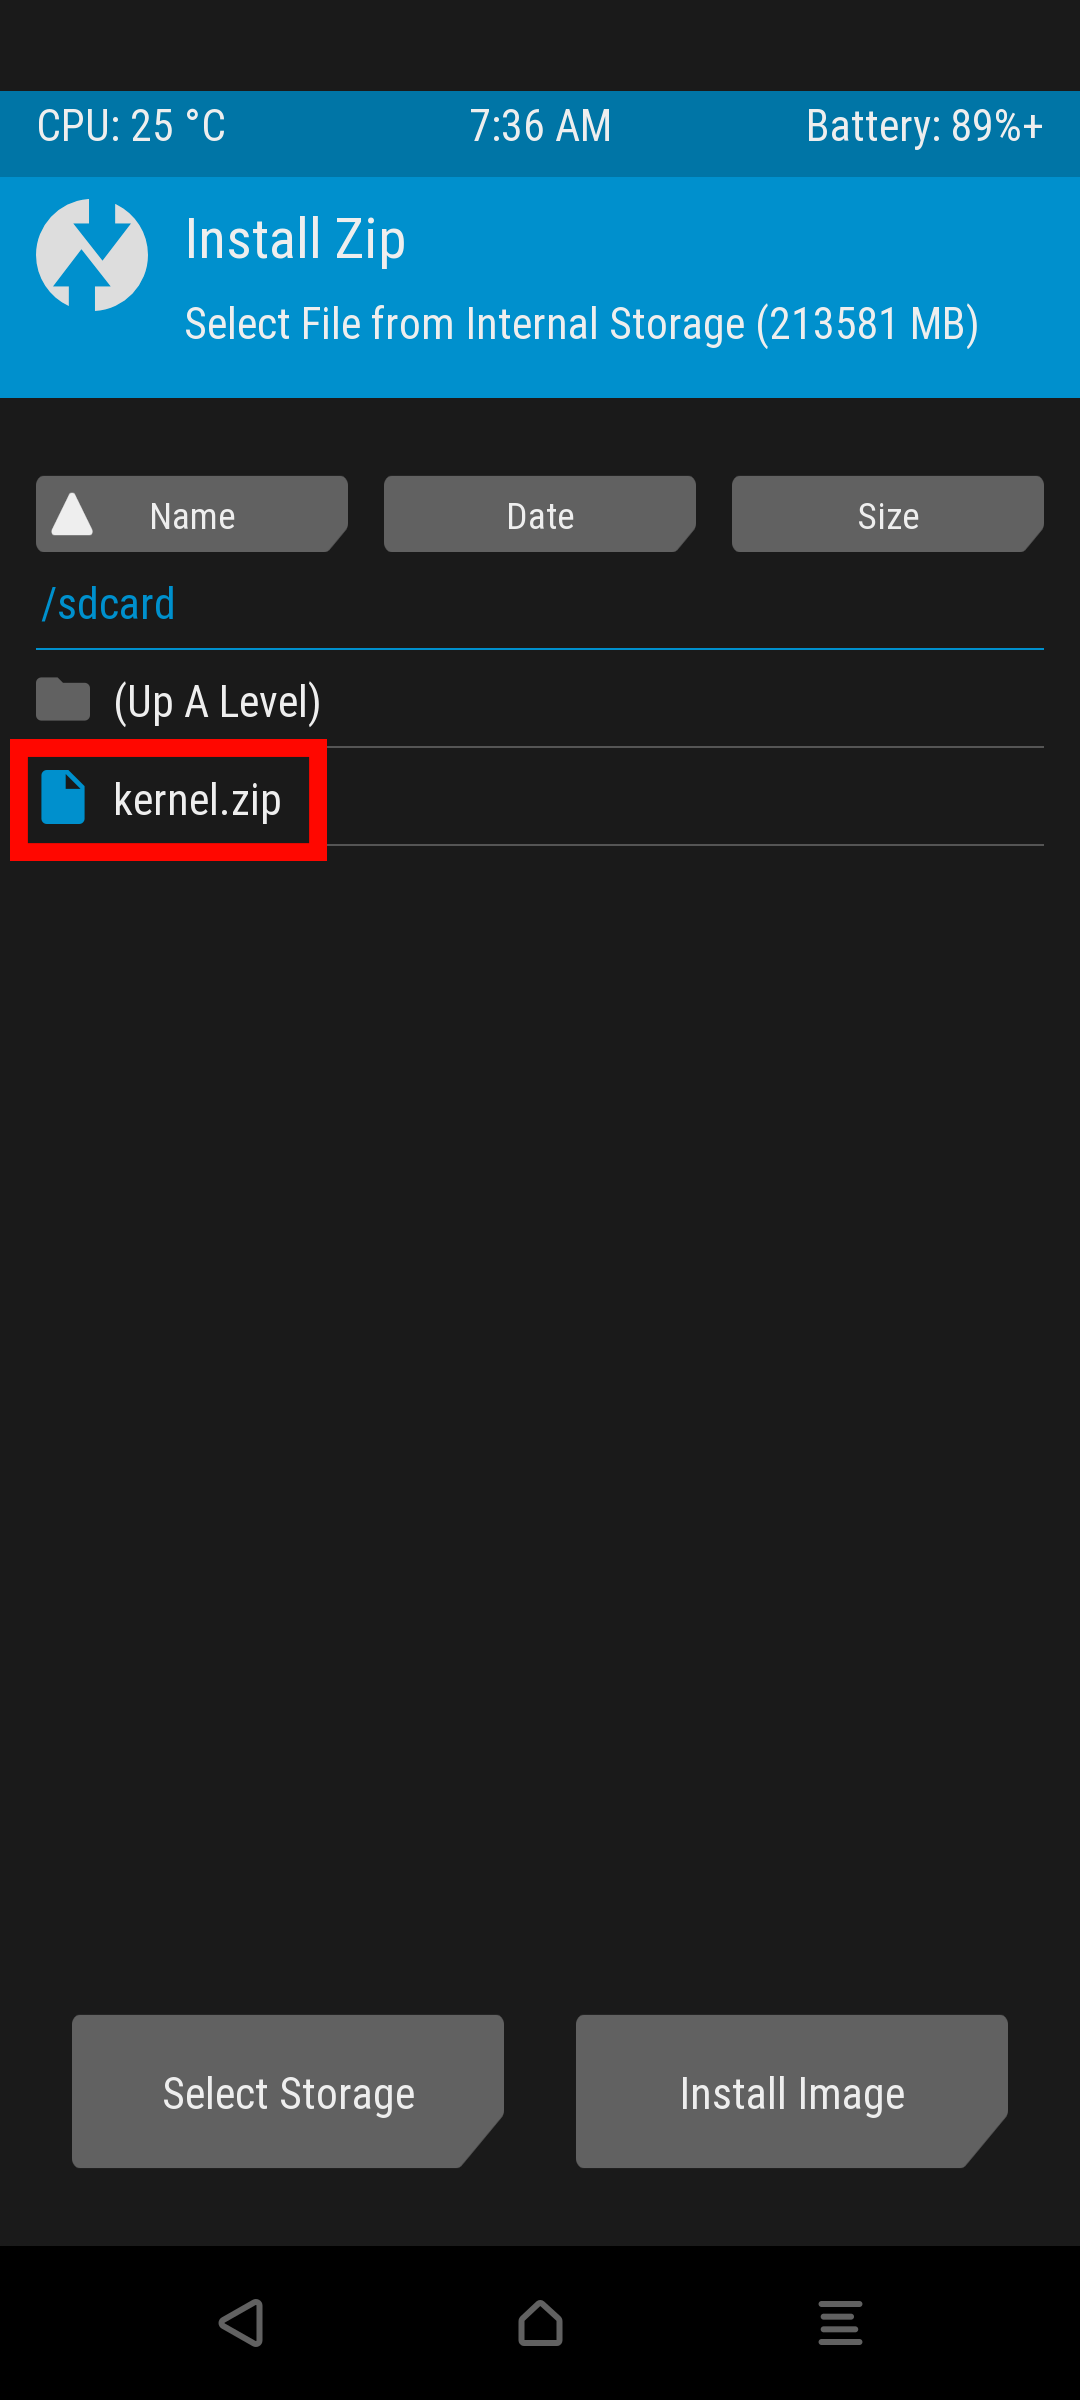 CPU: 25 °C 7:36 AM Battery: 89%+
Install Zip
Select File from Internal Storage (213581 MB)
Name Date Size
/sdcard
(Up A Level)
kernel.zip
Select Storage Install Image